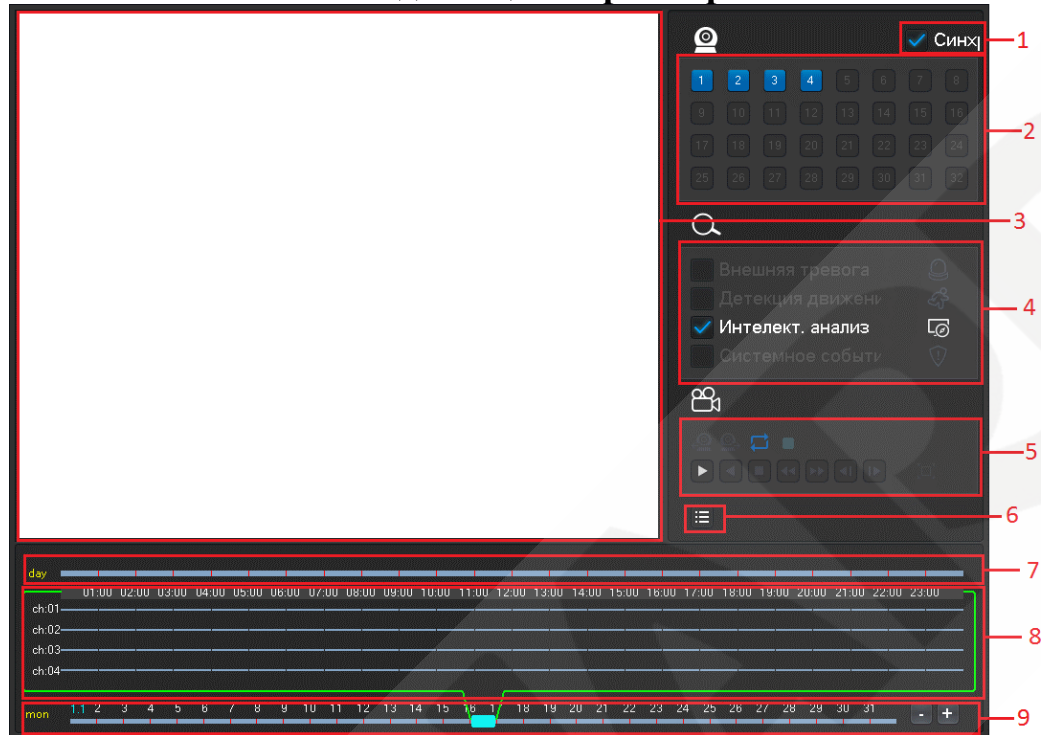 Синхр
1
1 2 3 4 5 6 7 8
9 10 11 12 13 14 15 16
17 18 19 20 21 22 23 24
25 26 27 28 29 30 31 32
2
3
Внешняя тревога
Детекция движени
Интелект. анализ
Системное событи
4
5
6
day
7
01:00 02:00 03:00 04:00 05:00 06:00 07:00 08:00 09:00 10:00 11:00 12:00 13:00 14:00 15:00 16:00 17:00 18:00 19:00 20:00 21:00 22:00 23:00
ch:01
ch:02
ch:03
ch:04
8
mon 1.1 2 3 4 5 6 7 8 9 10 11 12 13 14 15 16 1 18 19 20 21 22 23 24 25 26 27 28 29 30 31 - +
9